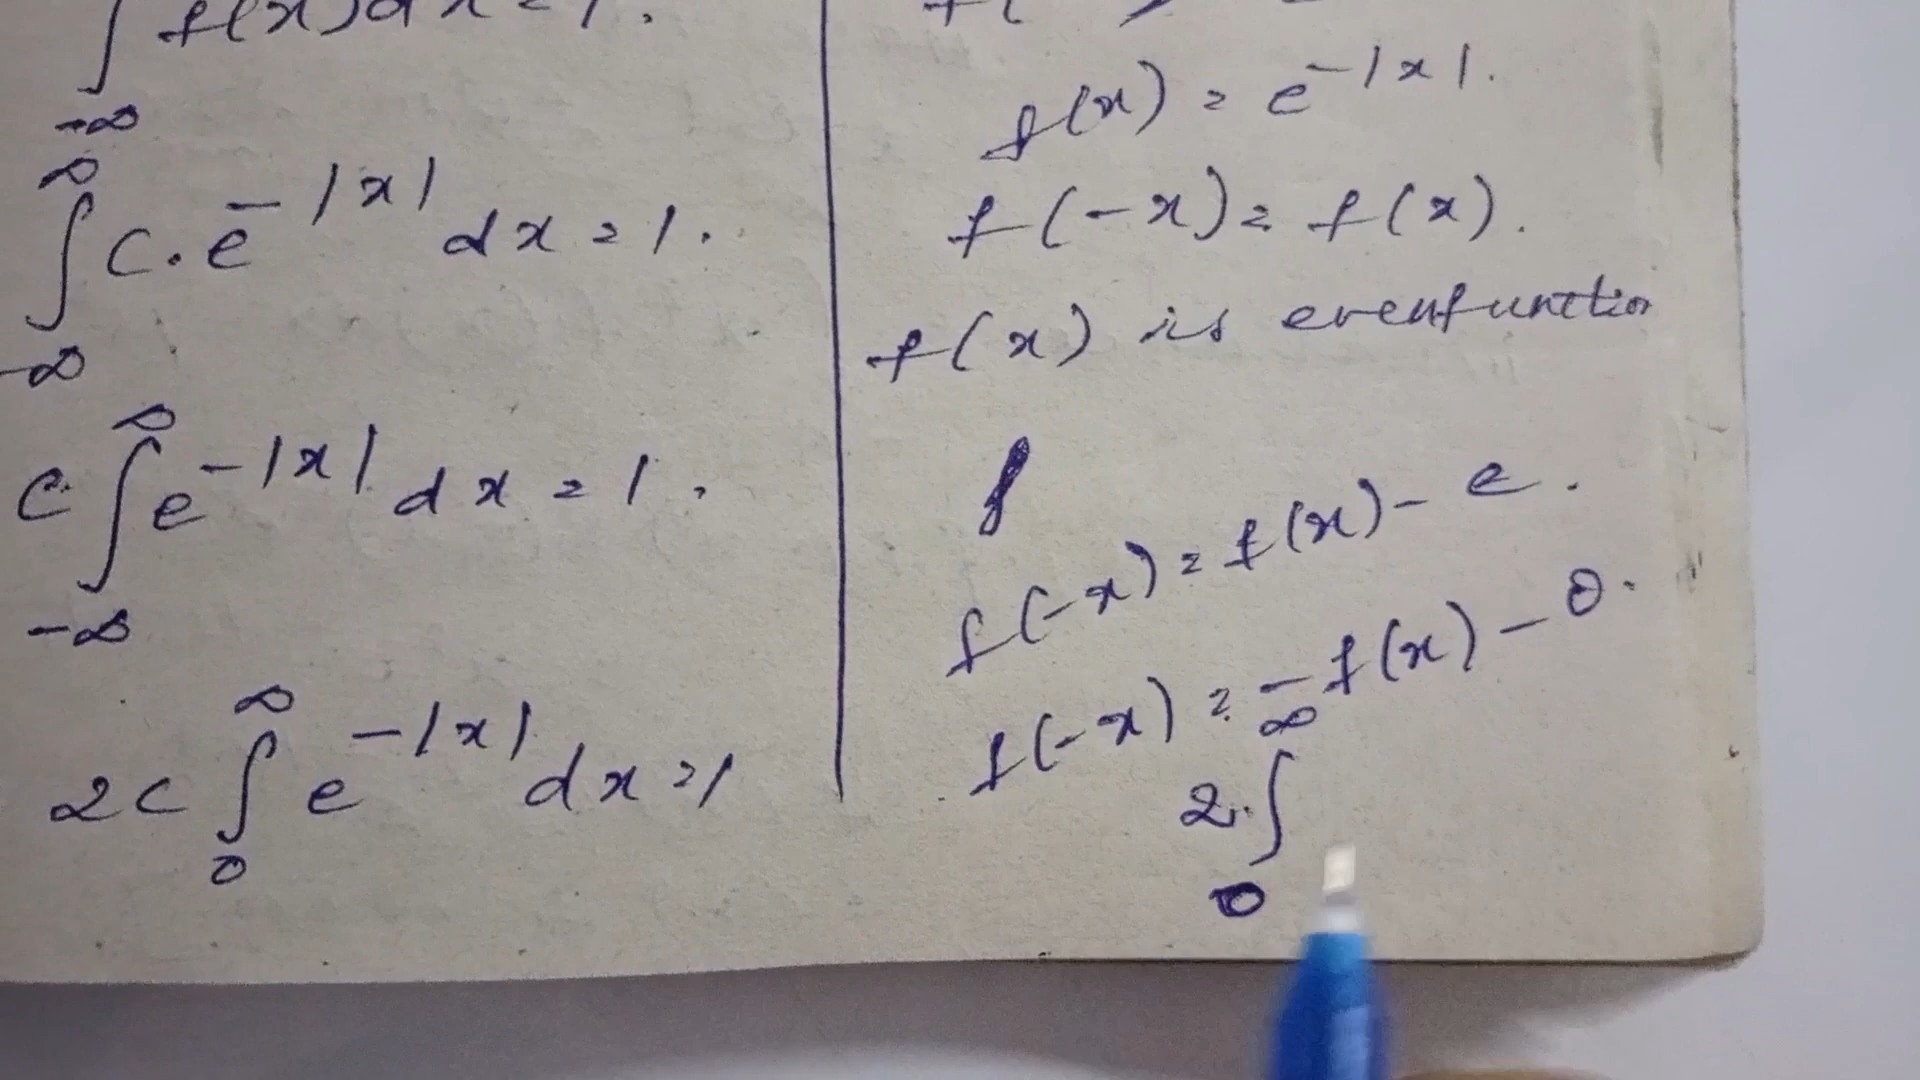 ∫ f(x) dx = 1.
-∞
∞
∫ C. e^-|x| dx = 1.
-∞
∞
C. ∫ e^-|x| dx = 1.
-∞
∞
2C ∫ e^-|x| dx = 1
0
f(x) = e^-|x|.
f(-x) = f(x).
f(x) is evenfunction
f
f(-x) = f(x) - e.
f(-x) = -f(x) - 0.
∞
2. ∫
0